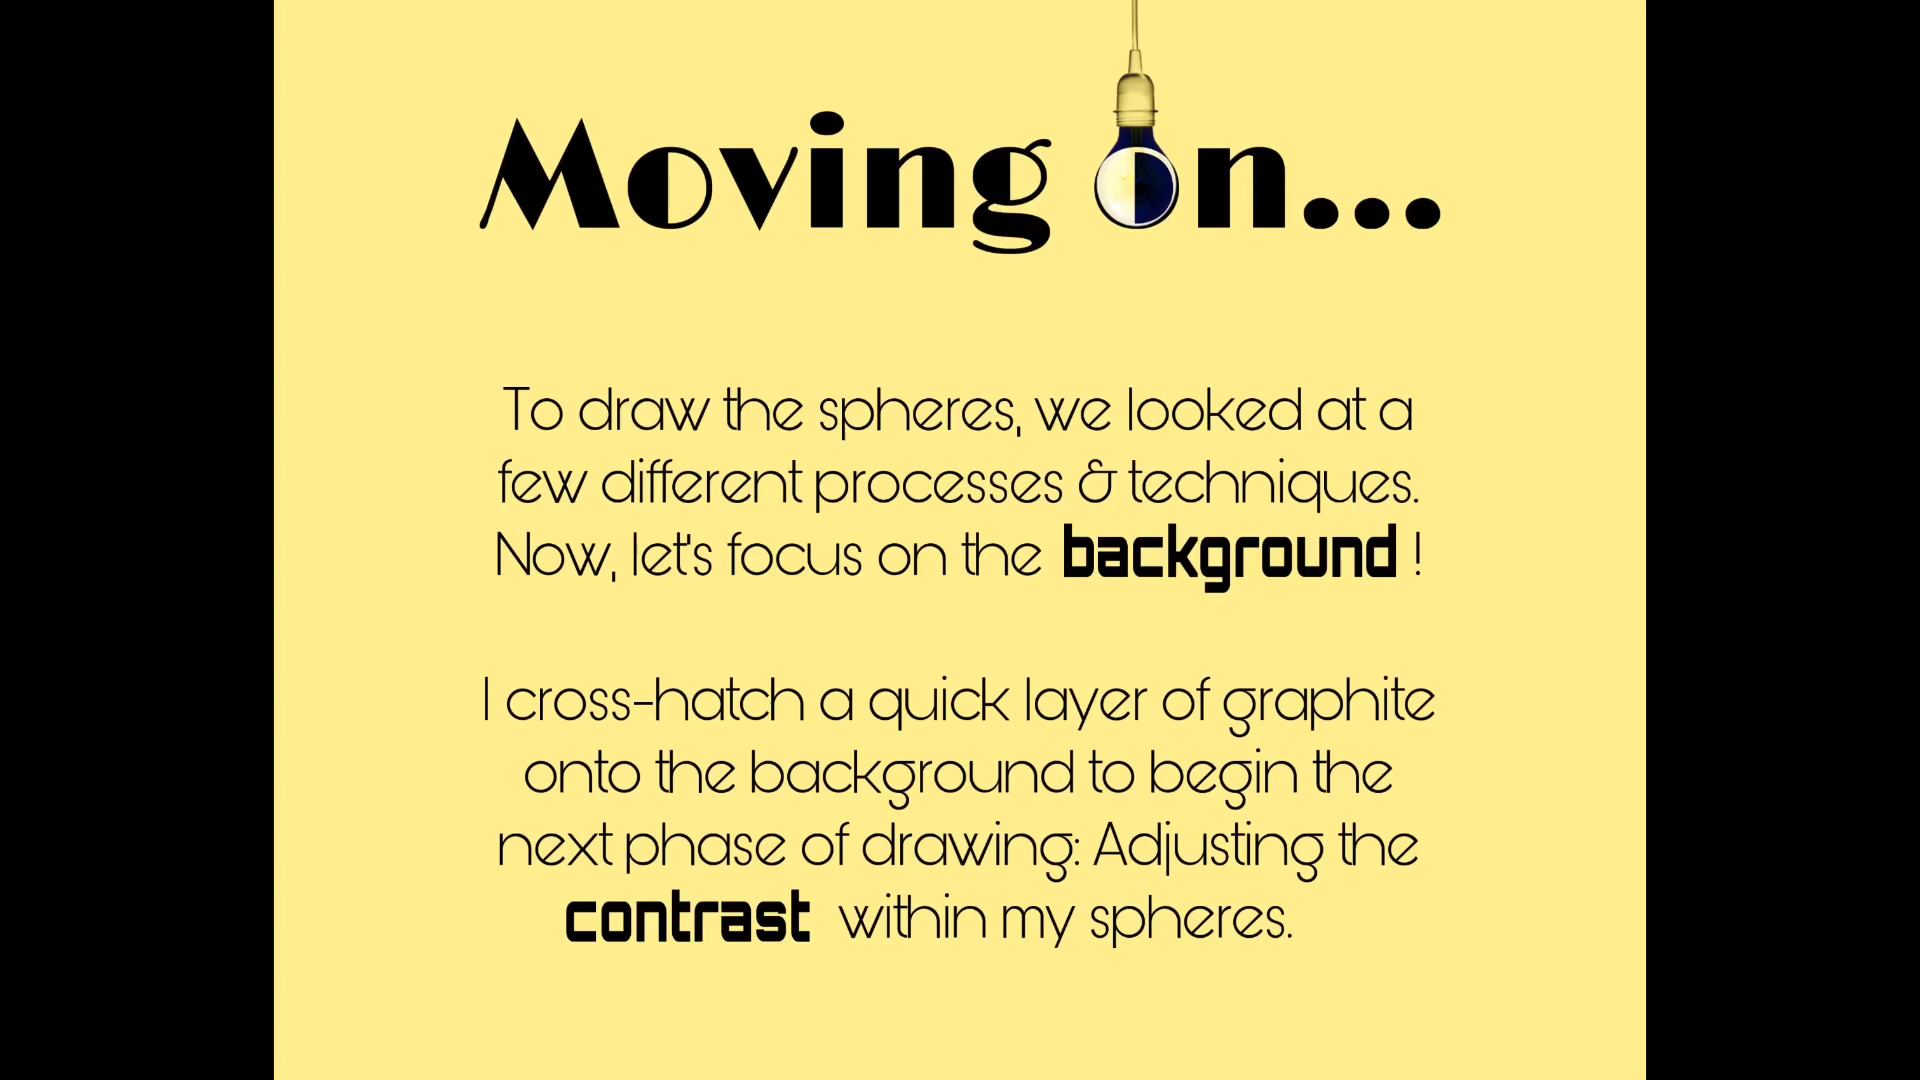 Moving on...
To draw the spheres, we looked at a
few different processes & techniques.
Now, let's focus on the background !
I cross-hatch a quick layer of graphite
onto the background to begin the
next phase of drawing: Adjusting the
contrast within my spheres.